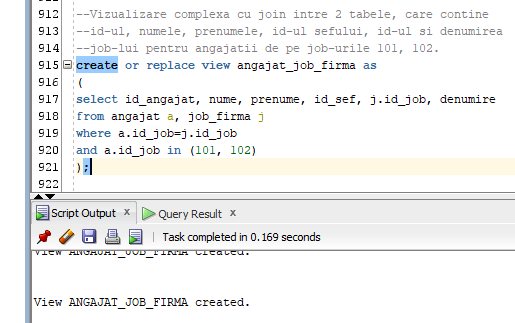 912
913 --Vizualizare complexa cu join intre 2 tabele, care contine
913 --id-ul, numele, prenumele, id-ul sefului, id-ul si denumirea
914 --job-lui pentru angajatii de pe job-urile 101, 102.
915 create or replace view angajat_job_firma as
916 (
917 select id_angajat, nume, prenume, id_sef, j.id_job, denumire
918 from angajat a, job_firma j
919 where a.id_job=j.id_job
920 and a.id_job in (101, 102)
921 );
922
Script Output x Query Result x
Task completed in 0.169 seconds
View ANGAJAT_JOB_FIRMA created.
View ANGAJAT_JOB_FIRMA created.